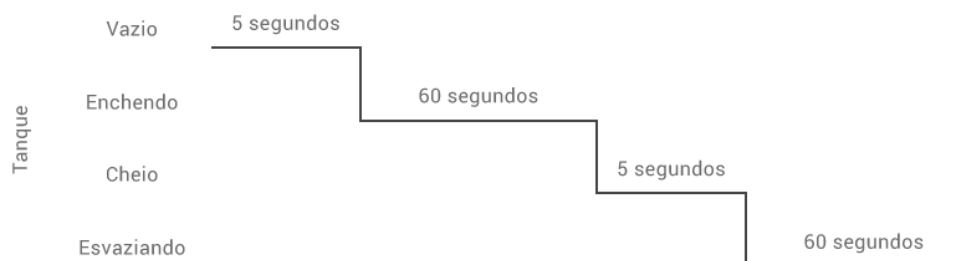 Vazio 5 segundos
Enchendo 60 segundos
Tanque
Cheio 5 segundos
Esvaziando 60 segundos